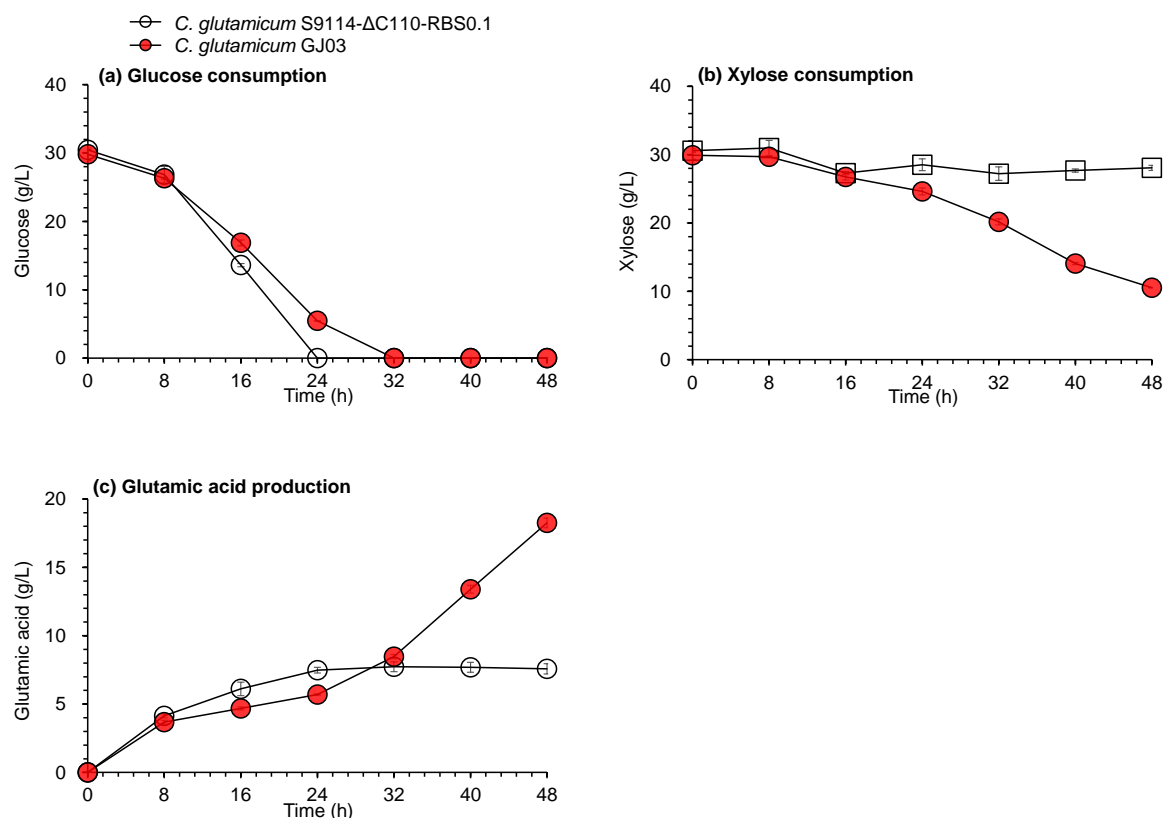 C. glutamicum S9114-ΔC110-RBS0.1
C. glutamicum GJ03
(a) Glucose consumption
40
30
20
10
0
Glucose (g/L)
0 8 16 24 32 40 48
Time (h)
(b) Xylose consumption
40
30
20
10
0
Xylose (g/L)
0 8 16 24 32 40 48
Time (h)
(c) Glutamic acid production
20
15
10
5
0
Glutamic acid (g/L)
0 8 16 24 32 40 48
Time (h)